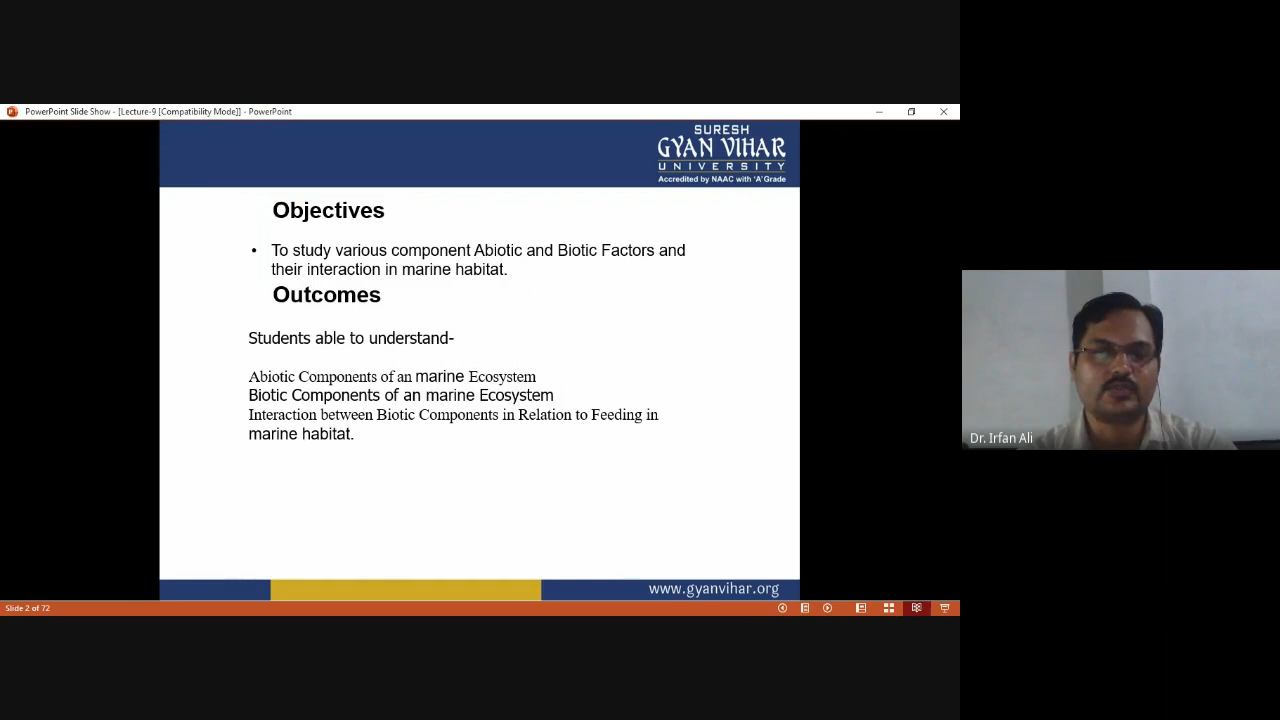 PowerPoint Slide Show - [Lecture-9 [Compatibility Mode]] - PowerPoint
SURESH
GYAN VIHAR
UNIVERSITY
Accredited by NAAC with 'A' Grade
Objectives
• To study various component Abiotic and Biotic Factors and
their interaction in marine habitat.
Outcomes
Students able to understand-
Abiotic Components of an marine Ecosystem
Biotic Components of an marine Ecosystem
Interaction between Biotic Components in Relation to Feeding in
marine habitat.
Dr. Irfan Ali
www.gyanvihar.org
Slide 2 of 72